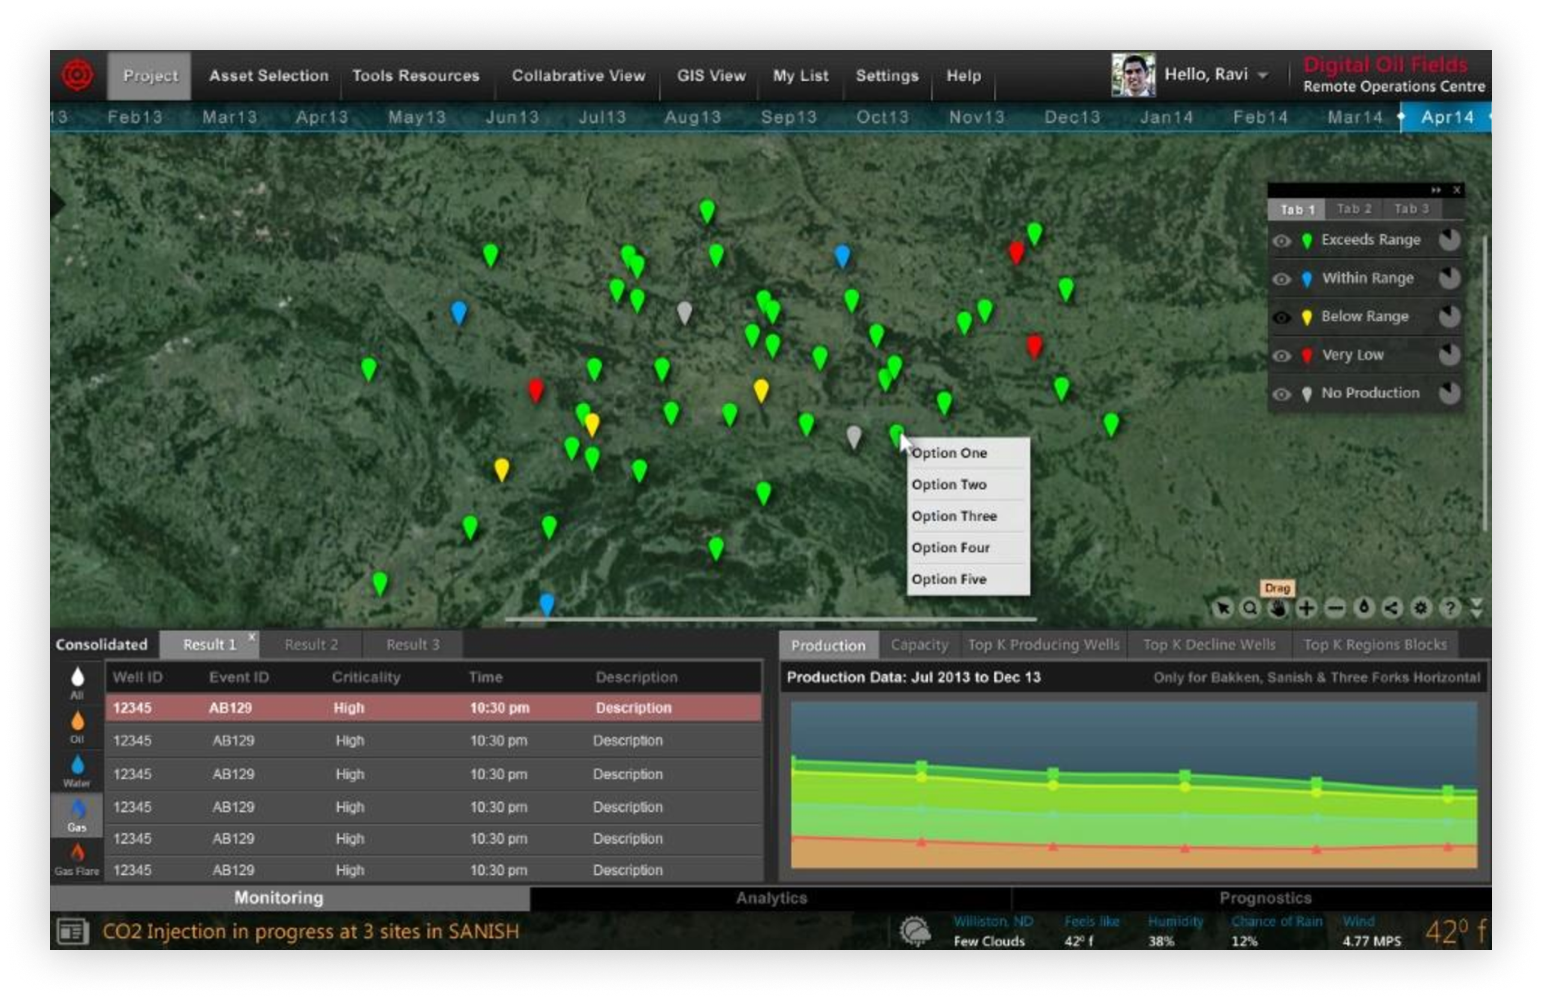 Project Asset Selection Tools Resources Collabrative View GIS View My List Settings Help Hello, Ravi
Digital Oil Fields
Remote Operations Centre
13 Feb13 Mar13 Apr13 May13 Jun13 Jul13 Aug13 Sep13 Oct13 Nov13 Dec13 Jan14 Feb14 Mar14 Apr14
X
Tab 1 Tab 2 Tab 3
Exceeds Range
Within Range
Below Range
Very Low
No Production
Option One
Option Two
Option Three
Option Four
Option Five
Drag
?
Consolidated Result 1 x Result 2 Result 3
All
Oil
Water
Gas
Gas Flare
Well ID Event ID Criticality Time Description
12345 AB129 High 10:30 pm Description
12345 AB129 High 10:30 pm Description
12345 AB129 High 10:30 pm Description
12345 AB129 High 10:30 pm Description
12345 AB129 High 10:30 pm Description
12345 AB129 High 10:30 pm Description
Production Capacity Top K Producing Wells Top K Decline Wells Top K Regions Blocks
Production Data: Jul 2013 to Dec 13 Only for Bakken, Sanish & Three Forks Horizontal
Monitoring Analytics Prognostics
CO2 Injection in progress at 3 sites in SANISH
Williston, ND Feels like Humidity Chance of Rain Wind
Few Clouds 42º f 38% 12% 4.77 MPS
42º f